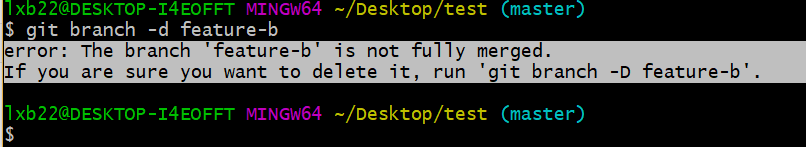 lxb22@DESKTOP-I4EOFFT MINGW64 ~/Desktop/test (master)
$ git branch -d feature-b
error: The branch 'feature-b' is not fully merged.
If you are sure you want to delete it, run 'git branch -D feature-b'.
lxb22@DESKTOP-I4EOFFT MINGW64 ~/Desktop/test (master)
$